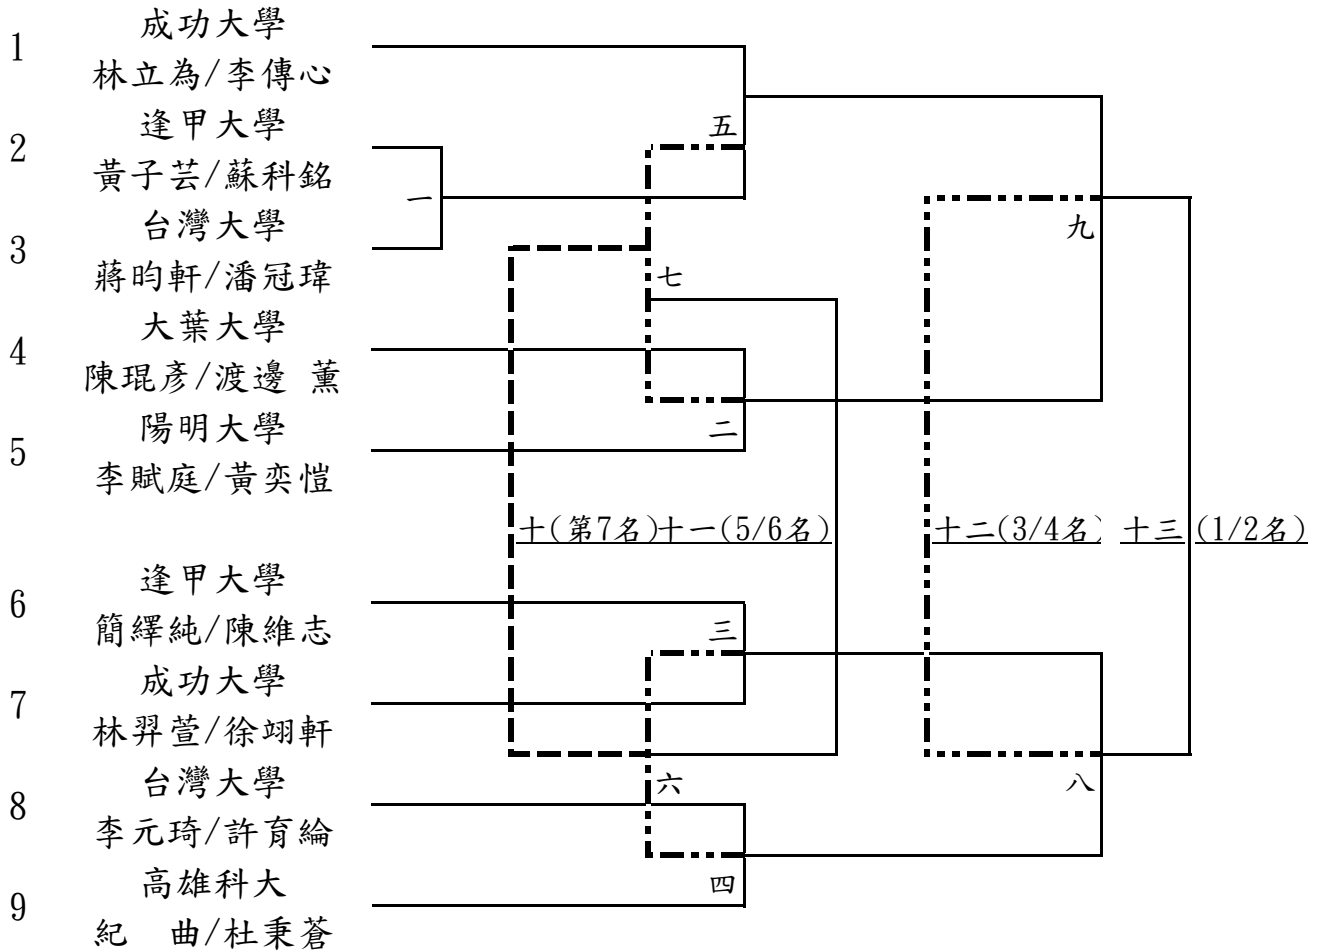 1
成功大學
林立為/李傳心
2
逢甲大學
黃子芸/蘇科銘
3
台灣大學
蔣昀軒/潘冠瑋
4
大葉大學
陳琨彥/渡邊 薰
5
陽明大學
李賦庭/黃奕愷
6
逢甲大學
簡繹純/陳維志
7
成功大學
林羿萱/徐翊軒
8
台灣大學
李元琦/許育綸
9
高雄科大
紀　曲/杜秉蒼
一
五
二
七
九
十(第7名)
十一(5/6名)
十二(3/4名)
十三 (1/2名)
三
六
四
八